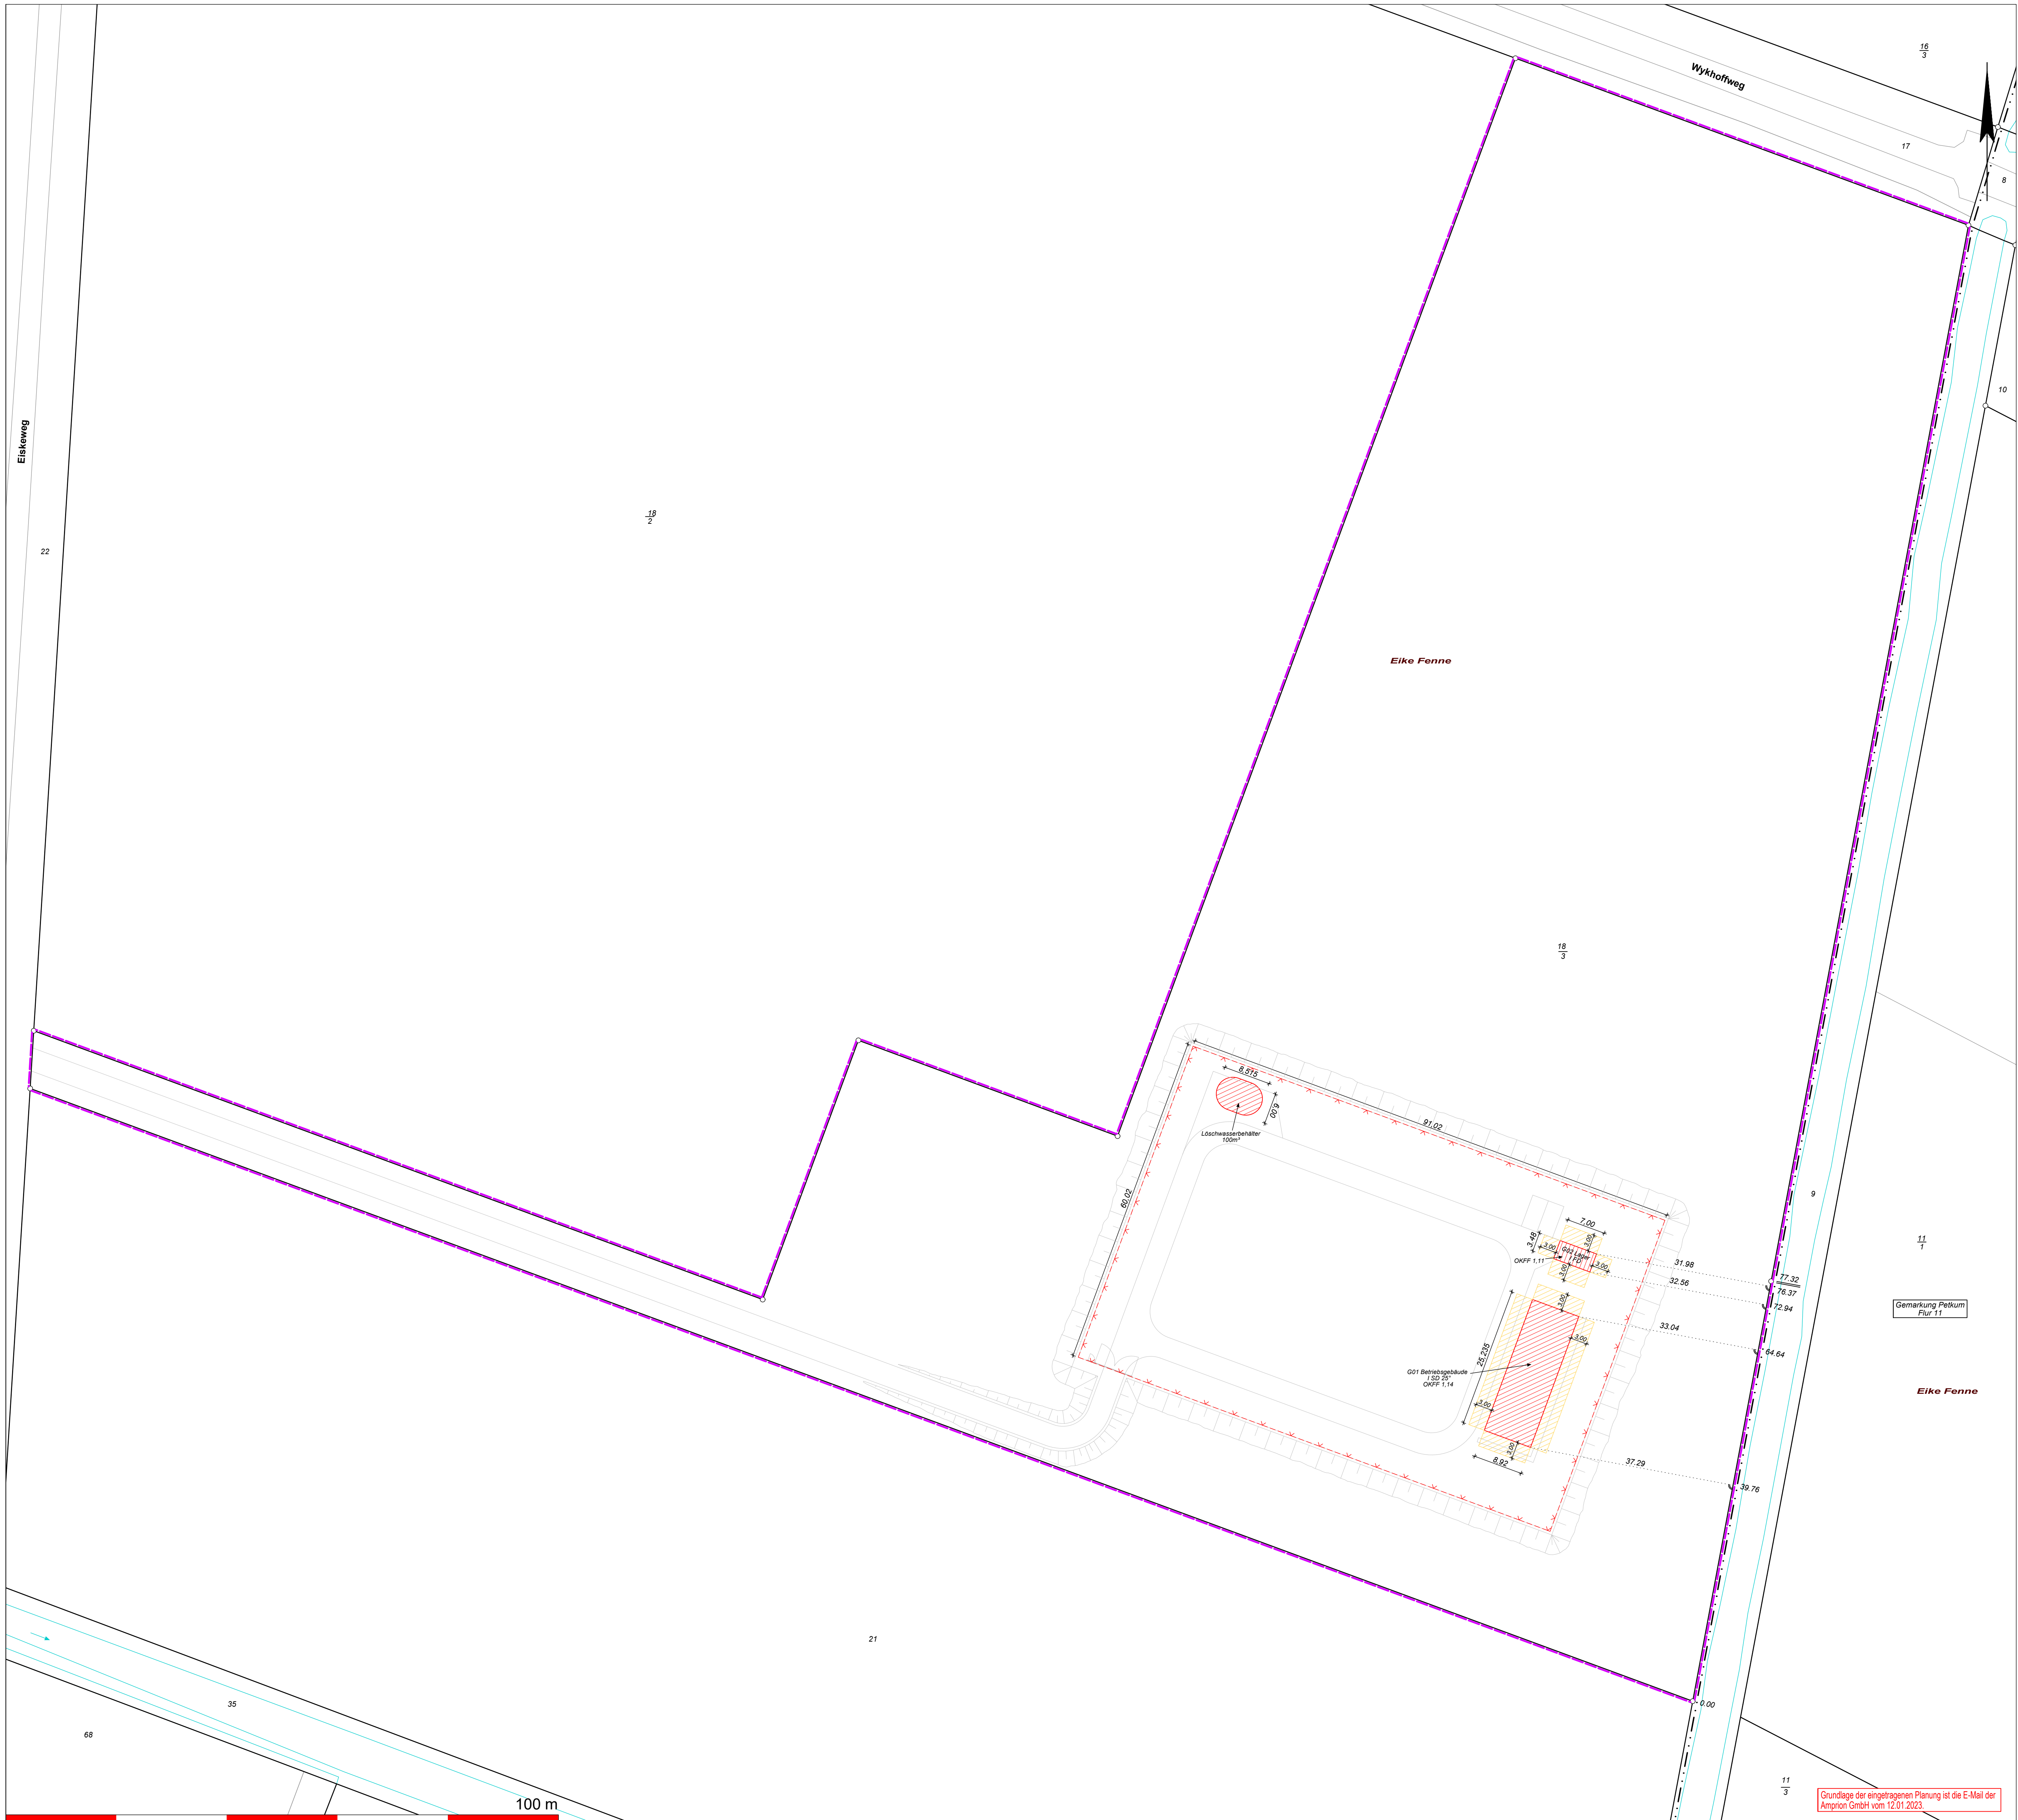 16
3
Wykhoffweg
17
8
10
Eiskeweg
18
2
22
Eike Fenne
18
3
9
11
1
Gemarkung Petkum
Flur 11
Eike Fenne
8,515
6,00
Löschwasserbehälter
100m³
91,02
60,02
7,00
3,48
3,00
3,00
3,00
3,00
G02 Lager
I FD
OKFF 1,11
31.98
32.56
77.32
76.37
72.94
33.04
64.64
3,00
3,00
25,235
G01 Betriebsgebäude
I SD 25°
OKFF 1,14
3,00
3,00
8,92
37.29
39.76
0.00
21
35
68
11
3
100 m
Grundlage der eingetragenen Planung ist die E-Mail der
Amprion GmbH vom 12.01.2023.